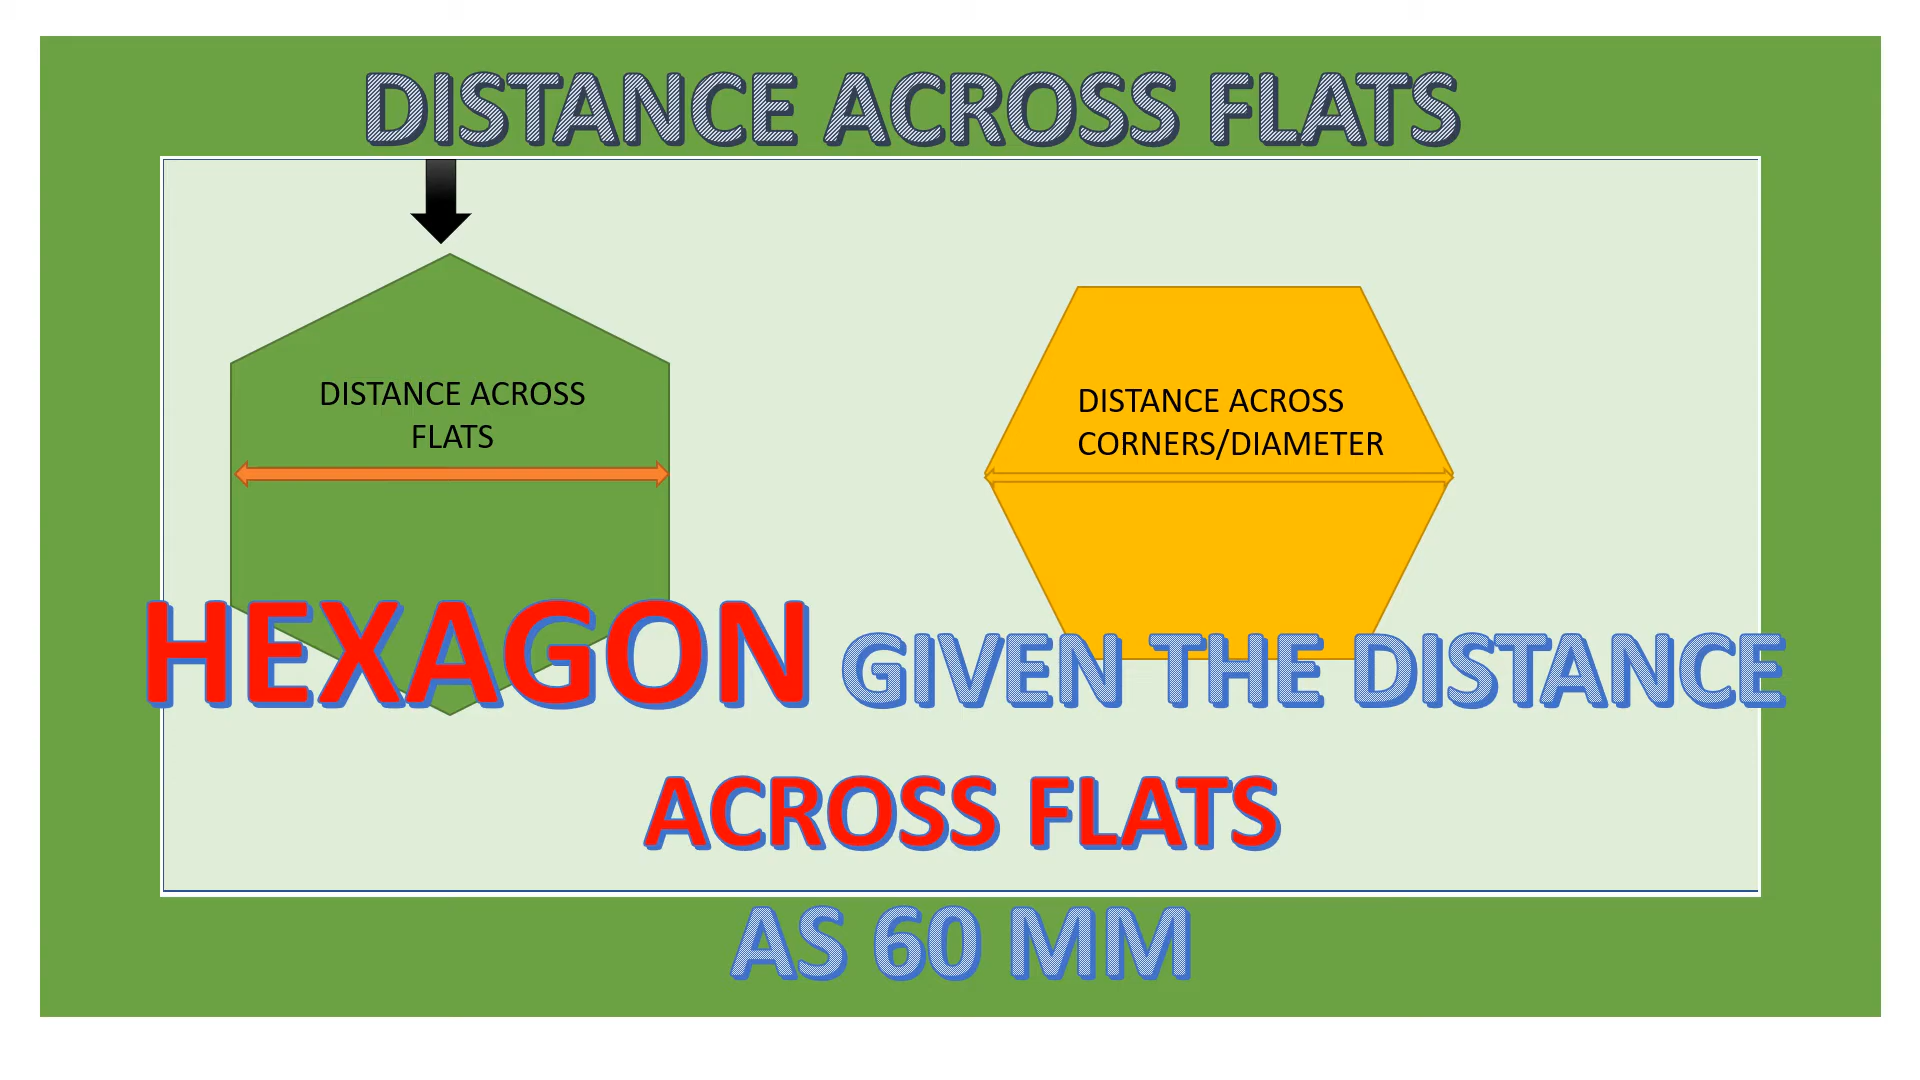 DISTANCE ACROSS FLATS
DISTANCE ACROSS
FLATS
DISTANCE ACROSS
CORNERS/DIAMETER
HEXAGON GIVEN THE DISTANCE
ACROSS FLATS
AS 60 MM